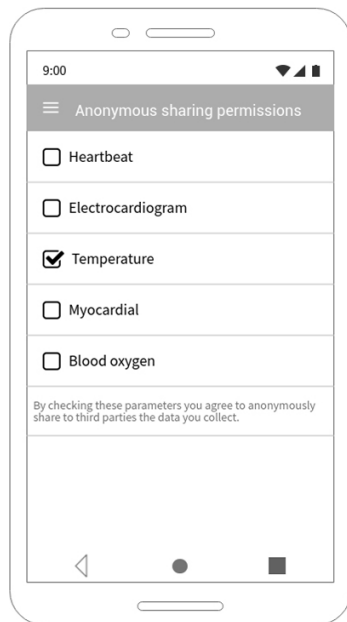 9:00
Anonymous sharing permissions
Heartbeat
Electrocardiogram
Temperature
Myocardial
Blood oxygen
By checking these parameters you agree to anonymously
share to third parties the data you collect.